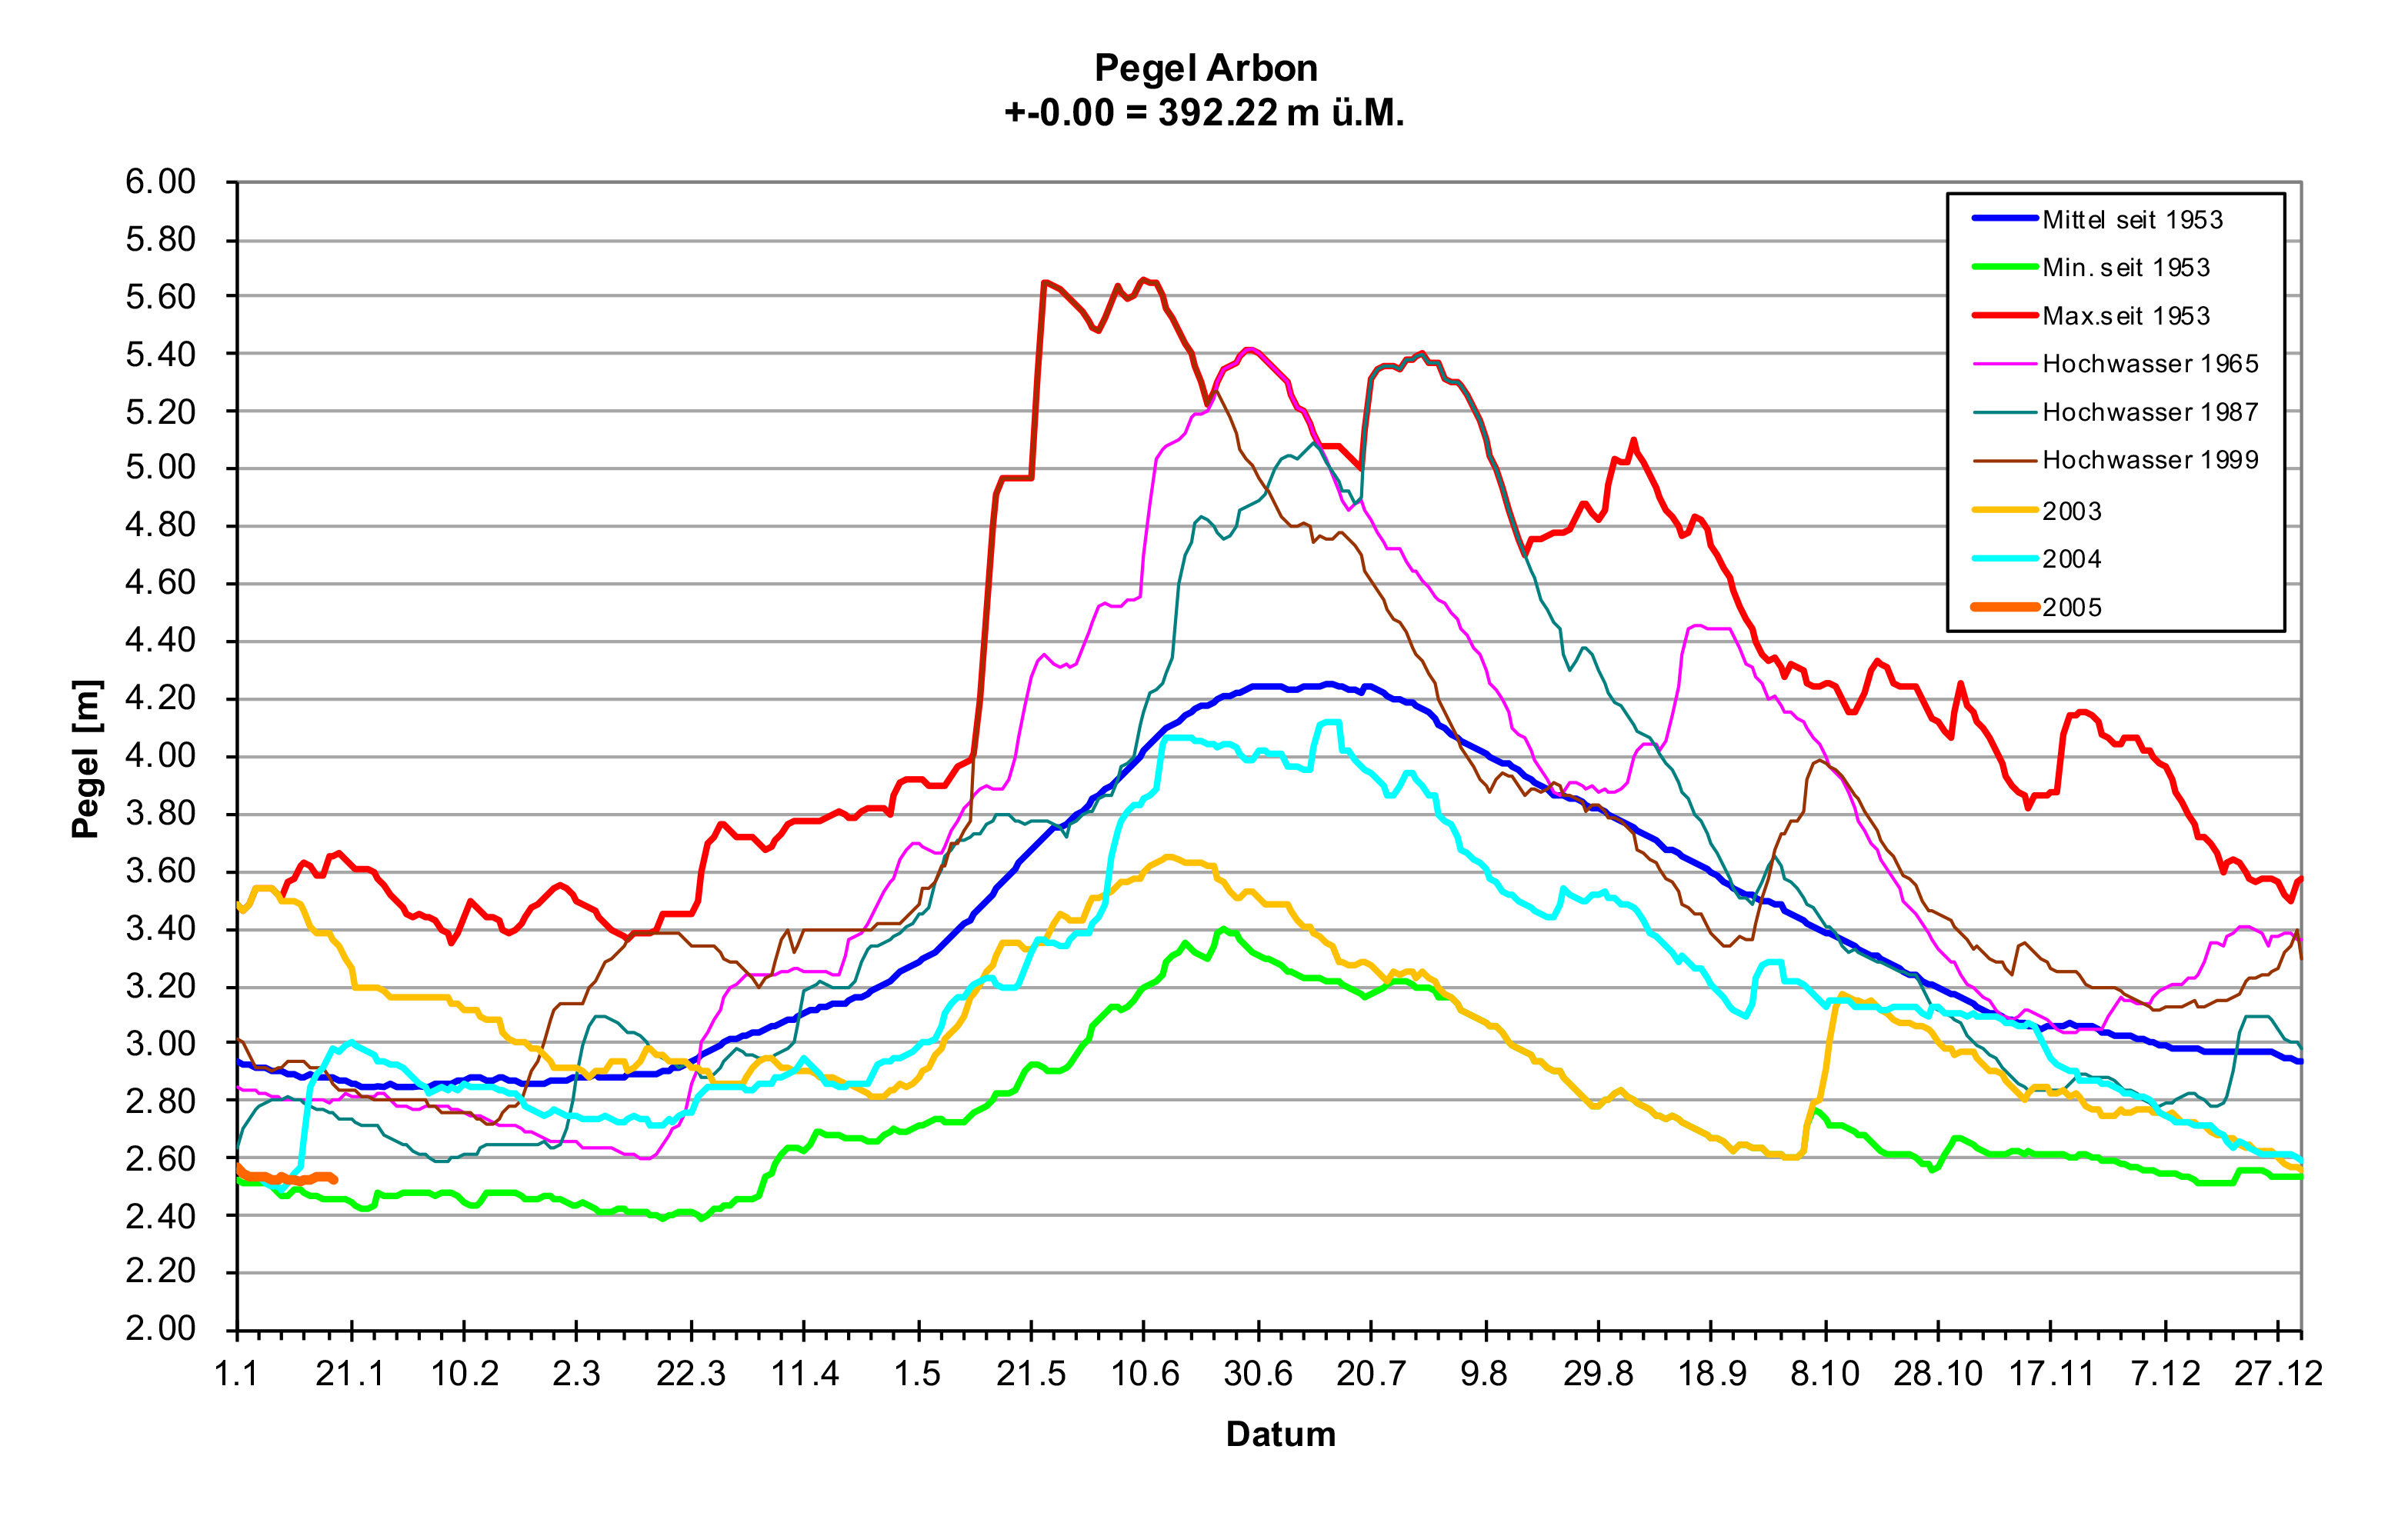 Pegel Arbon
+-0.00 = 392.22 m ü.M.
6.00
5.80
5.60
5.40
5.20
5.00
4.80
4.60
4.40
4.20
4.00
3.80
3.60
3.40
3.20
3.00
2.80
2.60
2.40
2.20
2.00
Pegel [m]
Mittel seit 1953
Min. seit 1953
Max.seit 1953
Hochwasser 1965
Hochwasser 1987
Hochwasser 1999
2003
2004
2005
1.1 21.1 10.2 2.3 22.3 11.4 1.5 21.5 10.6 30.6 20.7 9.8 29.8 18.9 8.10 28.10 17.11 7.12 27.12
Datum